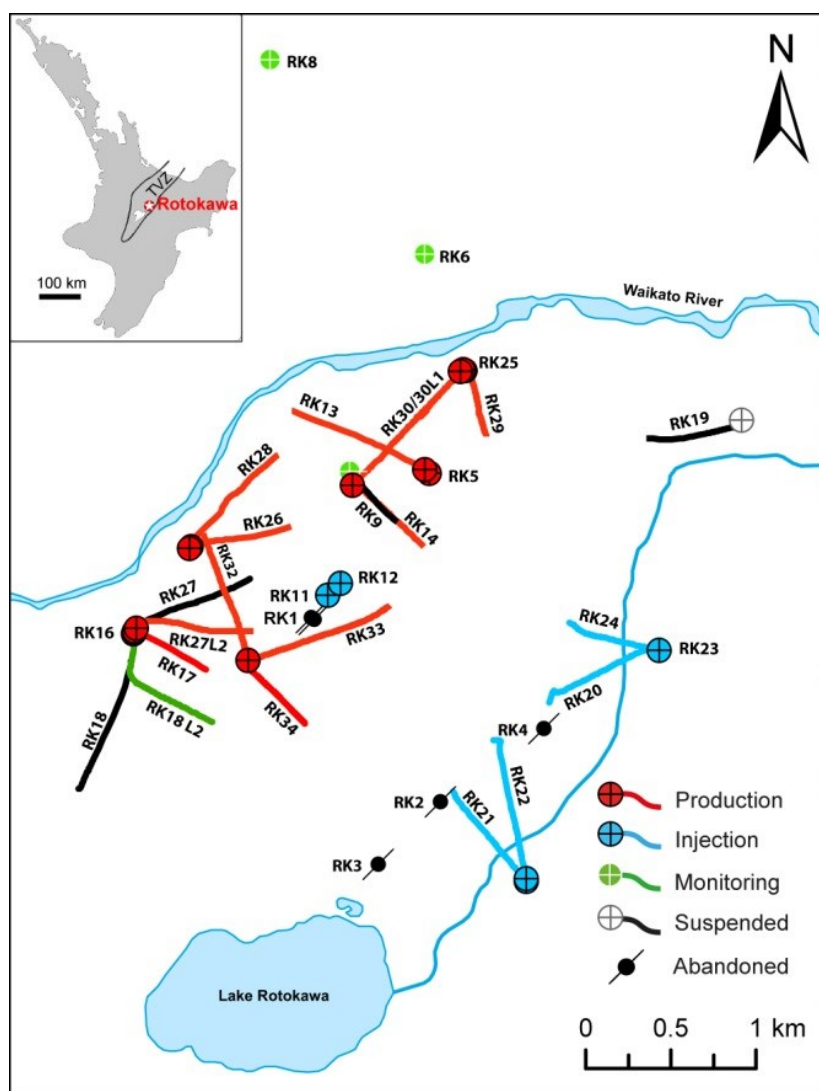 RK8
N
TVZ
Rotokawa
100 km
RK6
Waikato River
RK25
RK30/30L1
RK13
RK29
RK19
RK28
RK5
RK9
RK14
RK26
RK32
RK12
RK11
RK27
RK1
RK16
RK27L2
RK33
RK24
RK23
RK17
RK20
RK18 L2
RK34
RK18
RK4
RK22
RK2
RK21
RK3
Production
Injection
Monitoring
Suspended
Abandoned
Lake Rotokawa
0 0.5 1 km